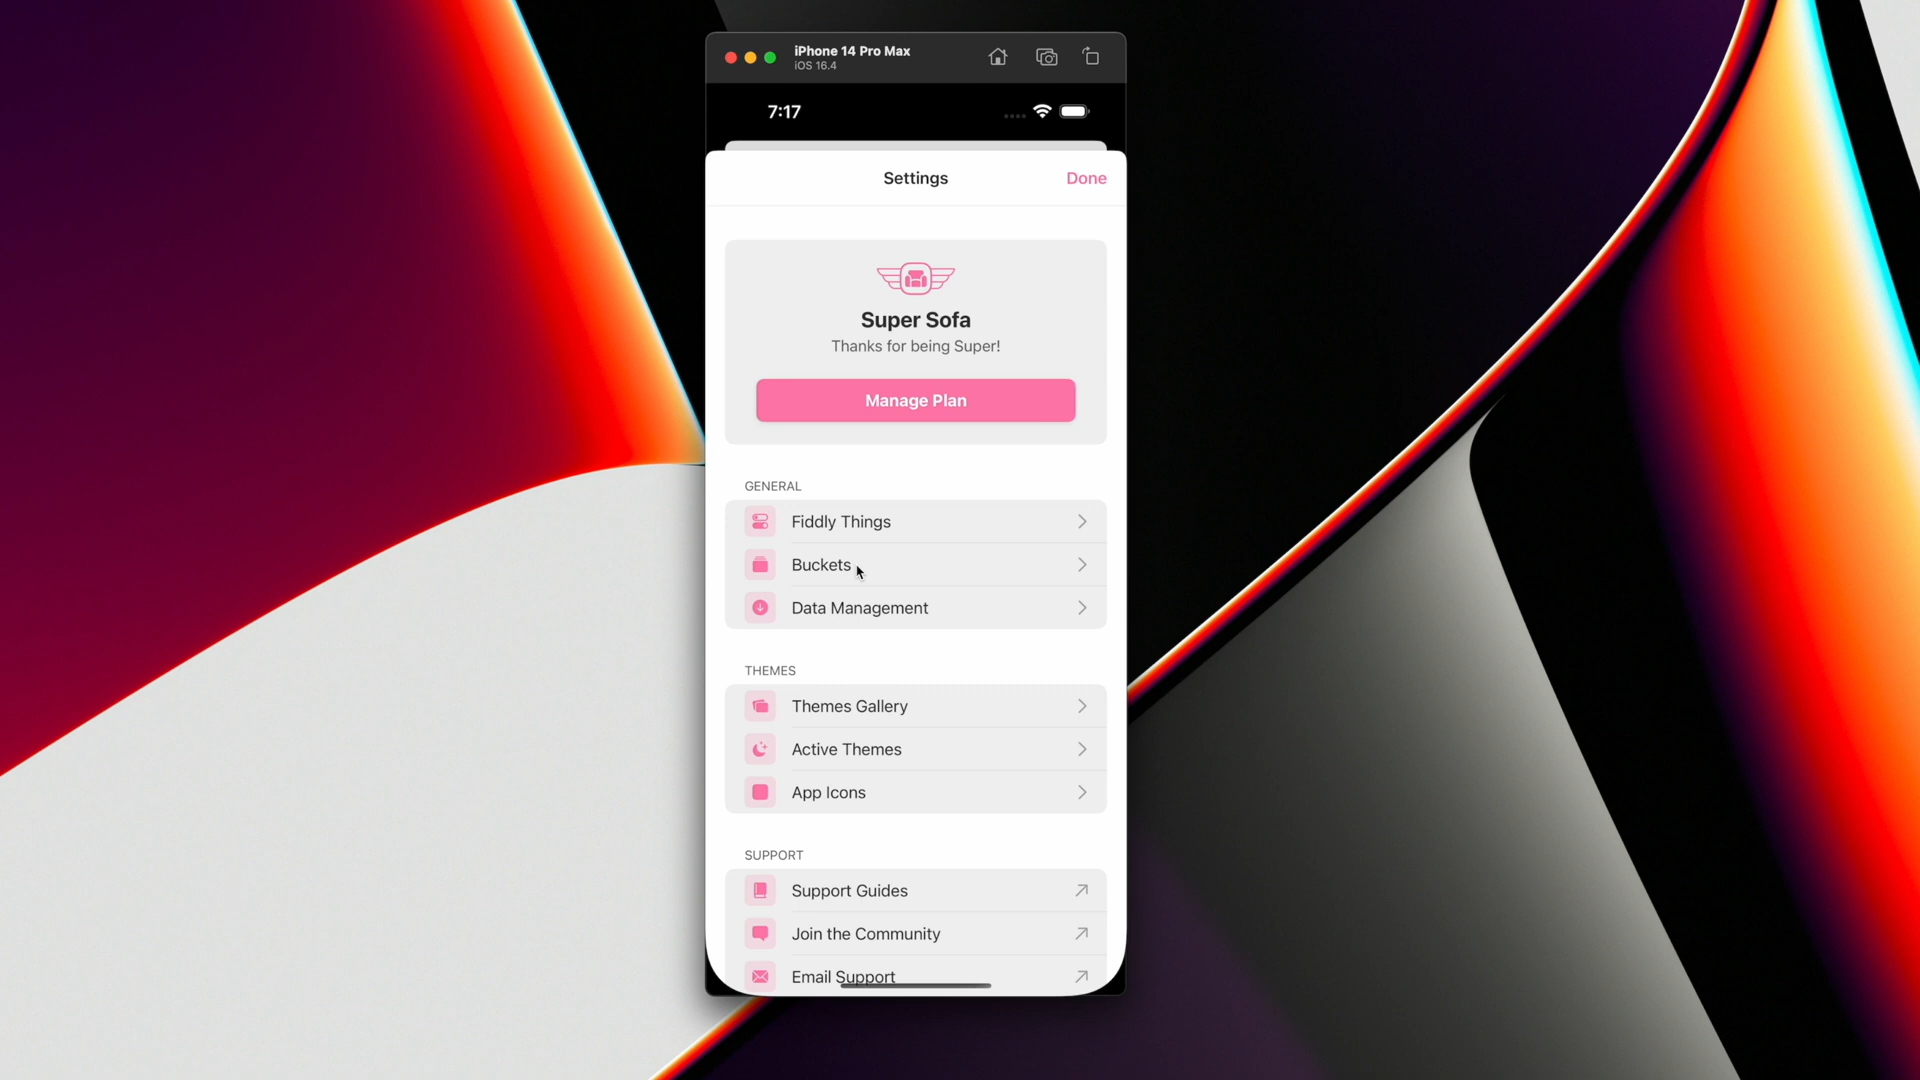 iPhone 14 Pro Max
iOS 16.4
7:17
Settings
Done
Super Sofa
Thanks for being Super!
Manage Plan
GENERAL
Fiddly Things
Buckets
Data Management
THEMES
Themes Gallery
Active Themes
App Icons
SUPPORT
Support Guides
Join the Community
Email Support